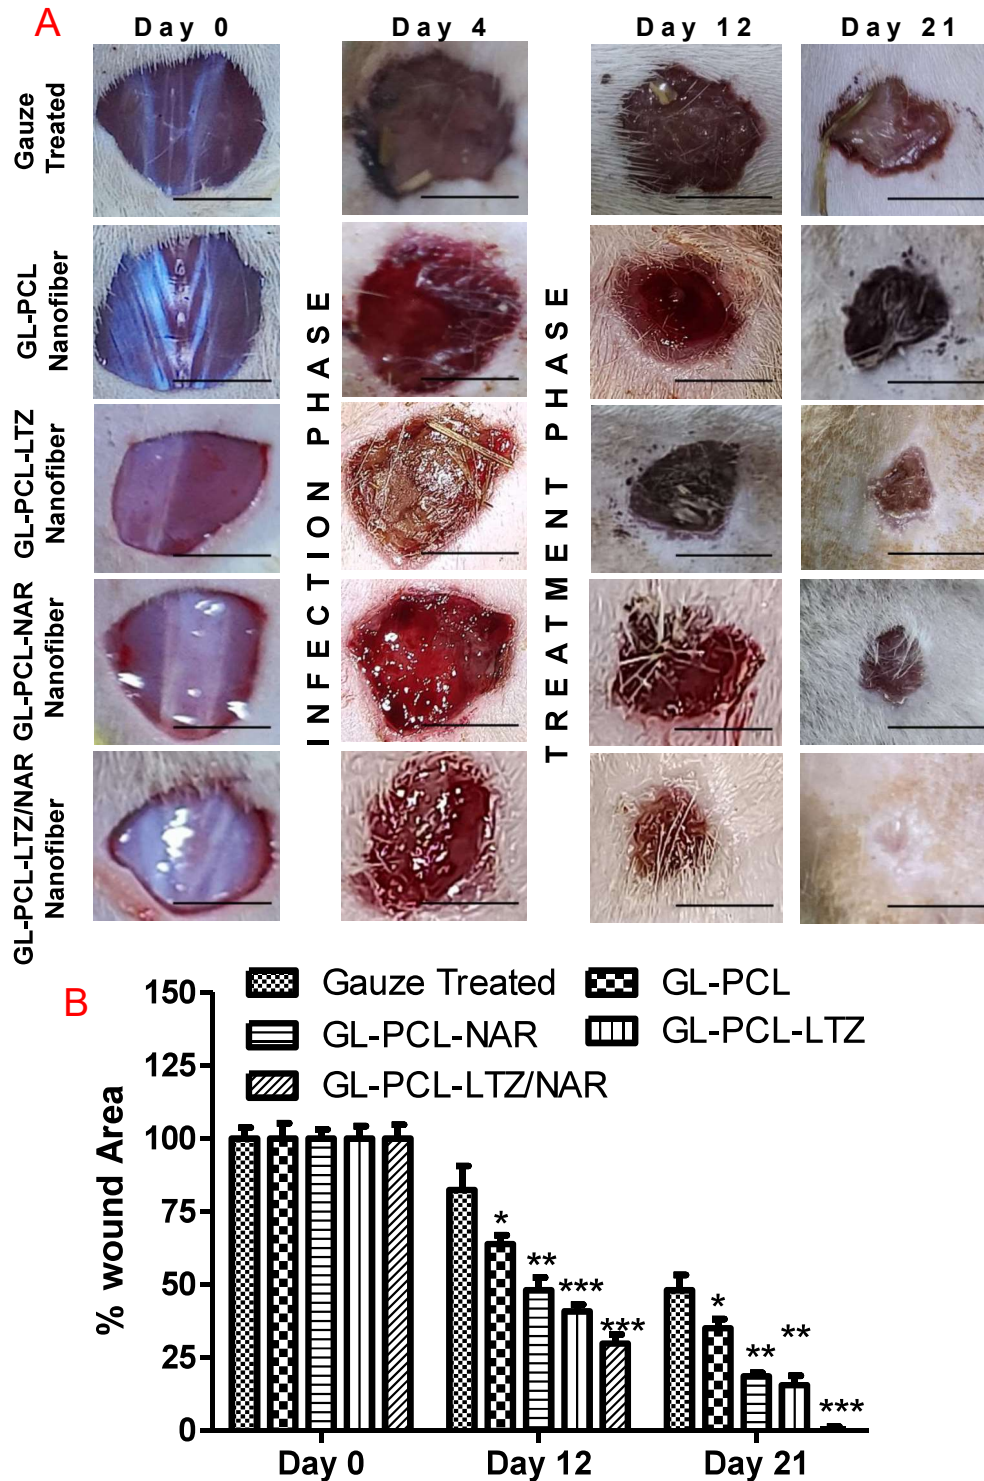 A
Day 0 Day 4 Day 12 Day 21
Gauze
Treated
GL-PCL
Nanofiber
GL-PCL-LTZ
Nanofiber
GL-PCL-NAR
Nanofiber
GL-PCL-LTZ/NAR
Nanofiber
INFECTION PHASE
TREATMENT PHASE
B
Gauze Treated GL-PCL
GL-PCL-NAR GL-PCL-LTZ
GL-PCL-LTZ/NAR
% wound Area
150
125
100
75
50
25
0
* ** *** ***
* ** ** ***
Day 0 Day 12 Day 21